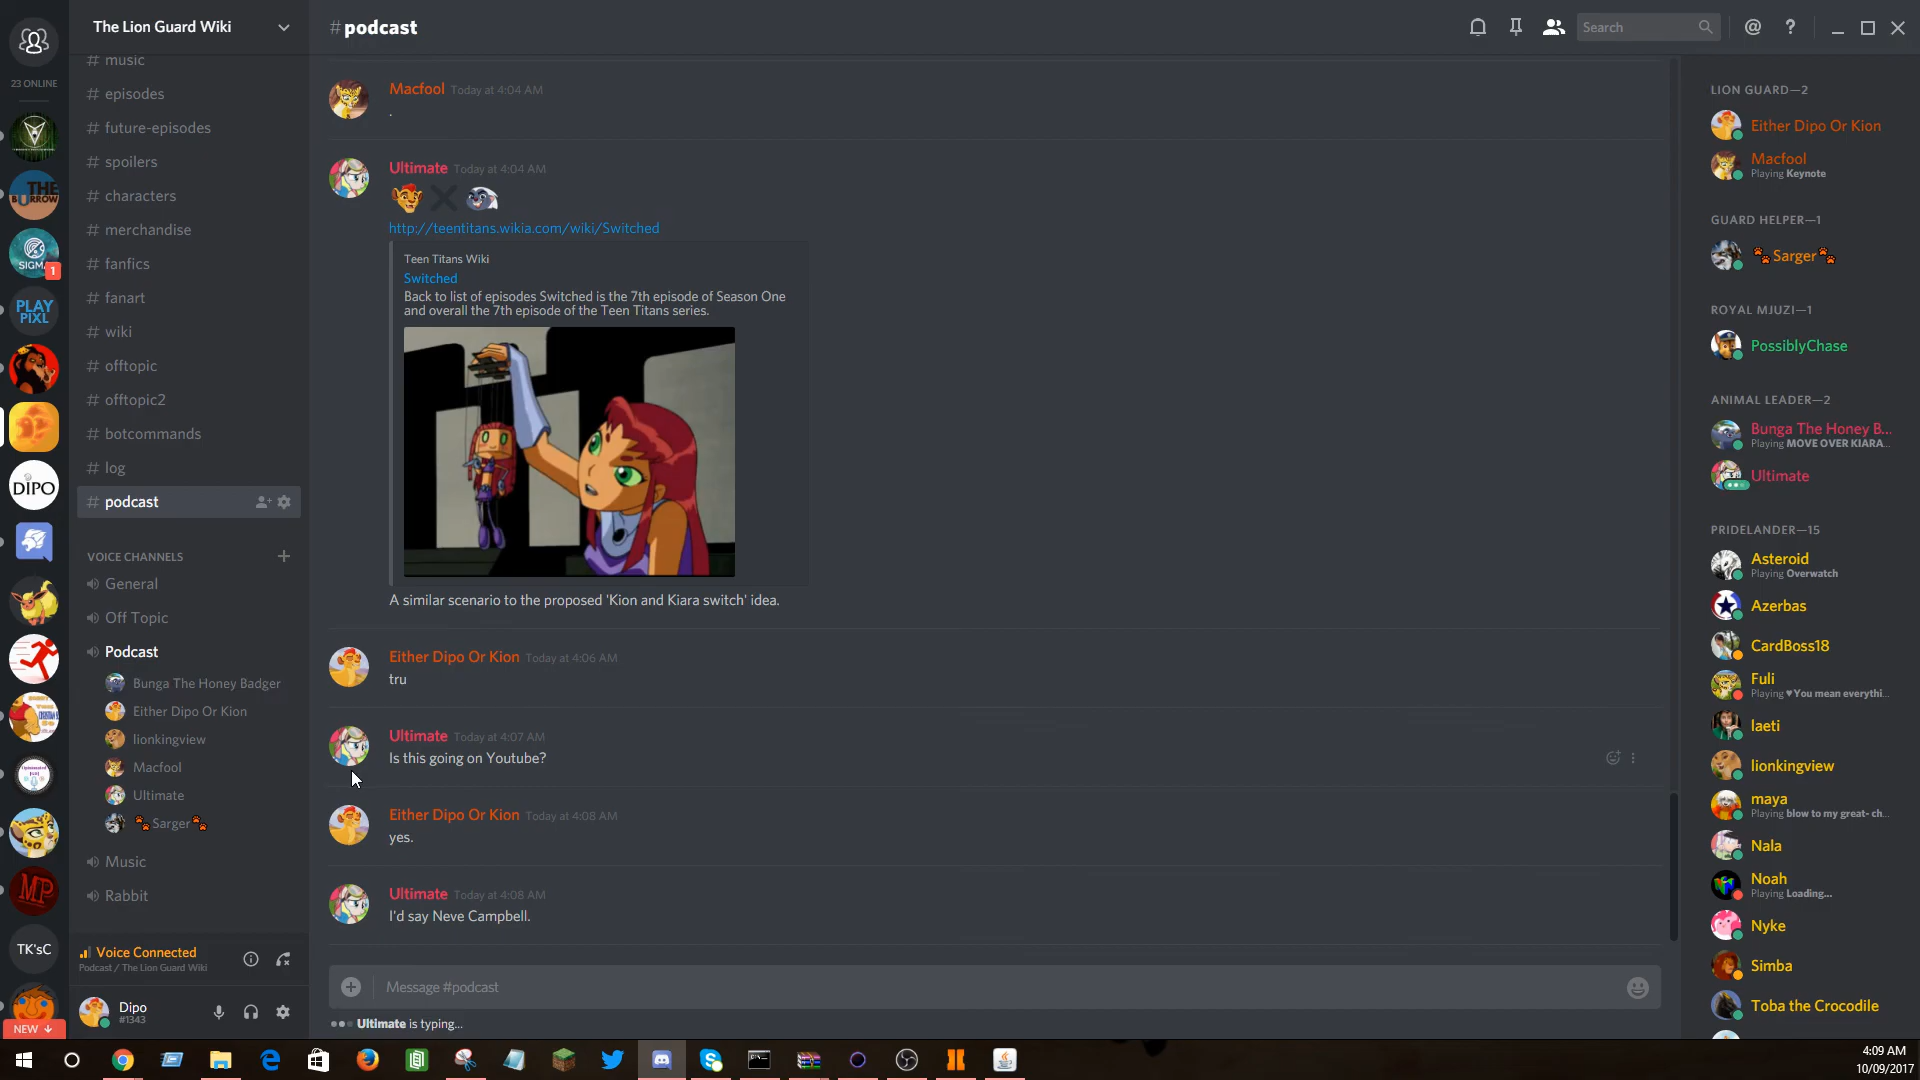 The Lion Guard Wiki
#podcast
Search
23 ONLINE
THE BURROW
1
PLAY PIXL
DIPO
MP
TK'sC
NEW
# music
# episodes
# future-episodes
# spoilers
# characters
# merchandise
# fanfics
# fanart
# wiki
# offtopic
# offtopic2
# botcommands
# log
# podcast
VOICE CHANNELS
General
Off Topic
Podcast
Bunga The Honey Badger
Either Dipo Or Kion
lionkingview
Macfool
Ultimate
Sarger
Music
Rabbit
Voice Connected
Podcast / The Lion Guard Wiki
Dipo
#1343
Macfool Today at 4:04 AM
.
Ultimate Today at 4:04 AM
http://teentitans.wikia.com/wiki/Switched
Teen Titans Wiki
Switched
Back to list of episodes Switched is the 7th episode of Season One
and overall the 7th episode of the Teen Titans series.
A similar scenario to the proposed 'Kion and Kiara switch' idea.
Either Dipo Or Kion Today at 4:06 AM
tru
Ultimate Today at 4:07 AM
Is this going on Youtube?
Either Dipo Or Kion Today at 4:08 AM
yes.
Ultimate Today at 4:08 AM
I'd say Neve Campbell.
Message #podcast
Ultimate is typing...
LION GUARD—2
Either Dipo Or Kion
Macfool
Playing Keynote
GUARD HELPER—1
Sarger
ROYAL MJUZI—1
PossiblyChase
ANIMAL LEADER—2
Bunga The Honey B...
Playing MOVE OVER KIARA...
Ultimate
PRIDELANDER—15
Asteroid
Playing Overwatch
Azerbas
CardBoss18
Fuli
Playing ♥You mean everythi...
laeti
lionkingview
maya
Playing blow to my great- ch...
Nala
Noah
Playing Loading...
Nyke
Simba
Toba the Crocodile
4:09 AM
10/09/2017